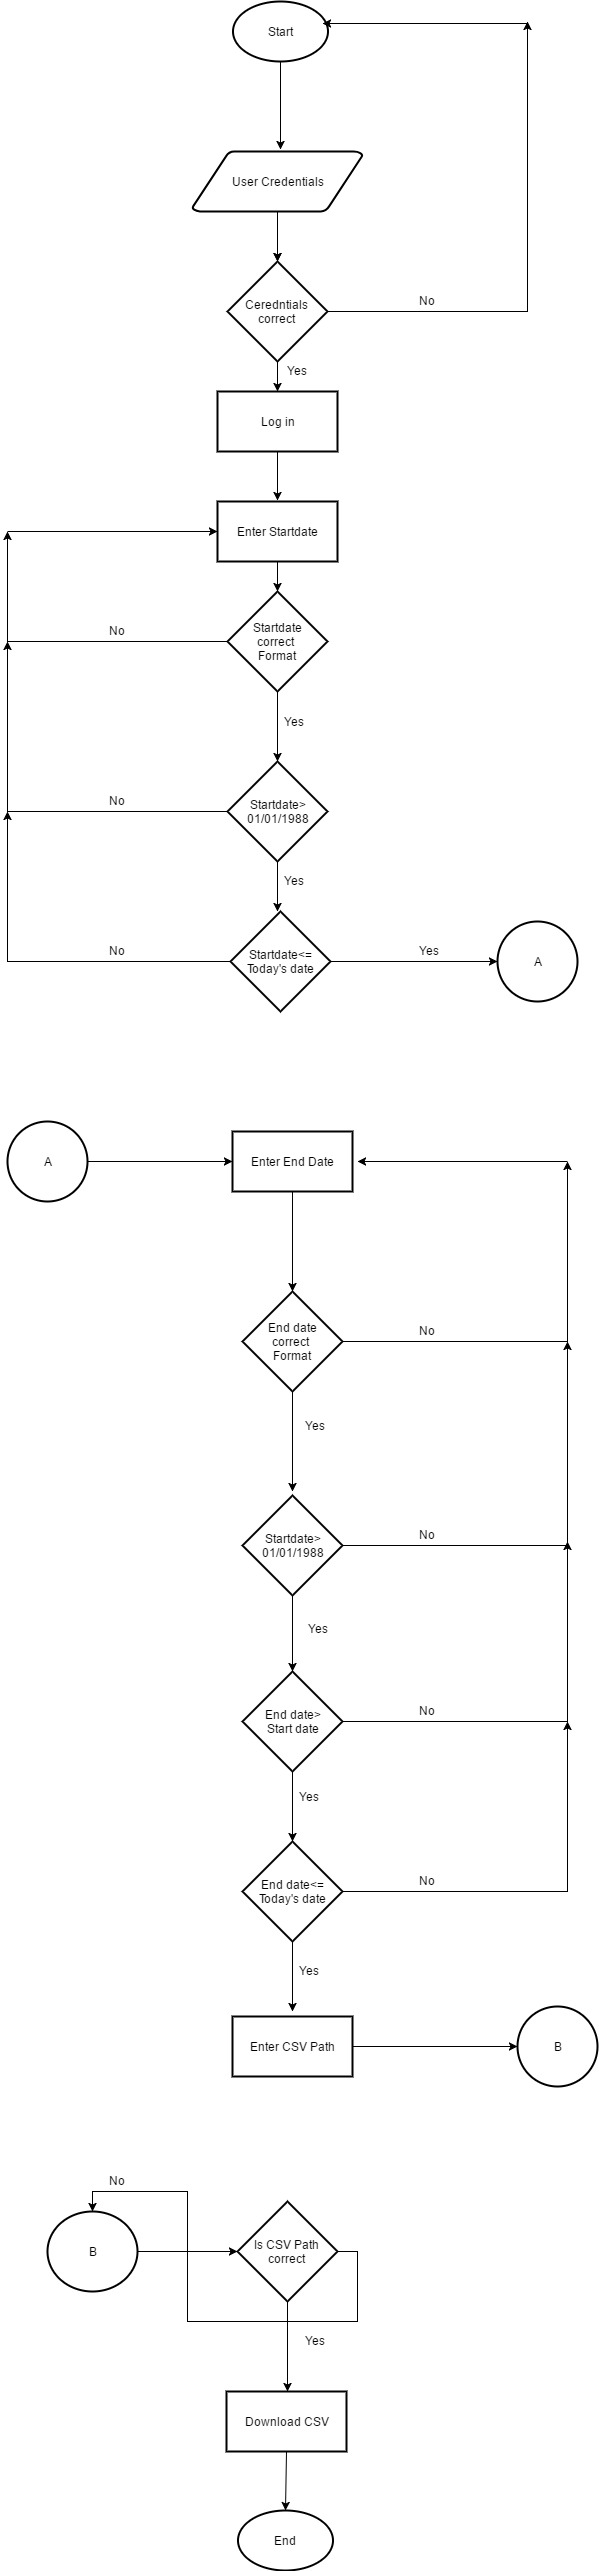 Start
User Credentials
Ceredntials
correct
No
Yes
Log in
Enter Startdate
Startdate
correct
Format
No
Yes
Startdate>
01/01/1988
No
Yes
Startdate<=
Today's date
No
Yes
A
A
Enter End Date
End date
correct
Format
No
Yes
Startdate>
01/01/1988
No
Yes
End date>
Start date
No
Yes
End date<=
Today's date
No
Yes
Enter CSV Path
B
No
B
Is CSV Path
correct
Yes
Download CSV
End